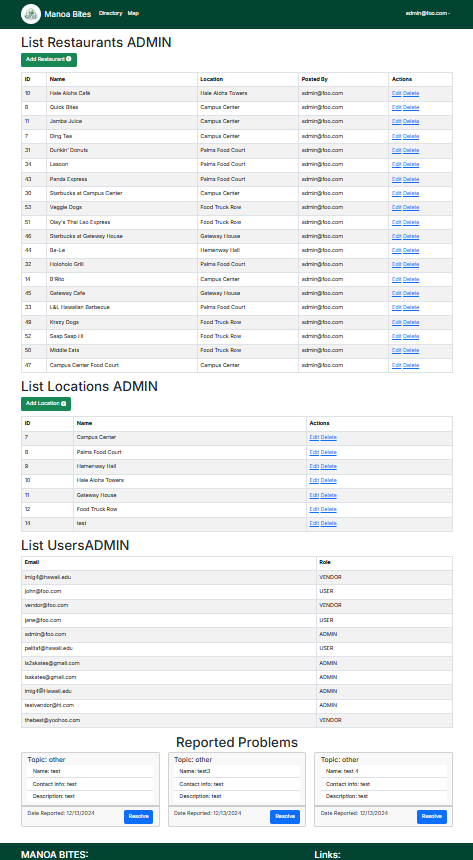 Manoa Bites Directory Map admin@foo.com
List Restaurants ADMIN
Add Restaurant
ID Name Location Posted By Actions
10 Hale Aloha Café Hale Aloha Towers admin@foo.com Edit Delete
8 Quick Bites Campus Center admin@foo.com Edit Delete
11 Jamba Juice Campus Center admin@foo.com Edit Delete
7 Ding Tea Campus Center admin@foo.com Edit Delete
31 Dunkin' Donuts Palms Food Court admin@foo.com Edit Delete
34 Lasoon Palms Food Court admin@foo.com Edit Delete
43 Panda Express Palms Food Court admin@foo.com Edit Delete
30 Starbucks at Campus Center Campus Center admin@foo.com Edit Delete
53 Veggie Dogs Food Truck Row admin@foo.com Edit Delete
51 Olay's Thai Lao Express Food Truck Row admin@foo.com Edit Delete
46 Starbucks at Gateway House Gateway House admin@foo.com Edit Delete
44 Ba-Le Hemenway Hall admin@foo.com Edit Delete
32 Holoholo Grill Palms Food Court admin@foo.com Edit Delete
14 B'Rito Campus Center admin@foo.com Edit Delete
45 Gateway Cafe Gateway House admin@foo.com Edit Delete
33 L&L Hawaiian Barbecue Palms Food Court admin@foo.com Edit Delete
49 Krazy Dogs Food Truck Row admin@foo.com Edit Delete
52 Saap Saap HI Food Truck Row admin@foo.com Edit Delete
50 Middle Eats Food Truck Row admin@foo.com Edit Delete
47 Campus Center Food Court Campus Center admin@foo.com Edit Delete
List Locations ADMIN
Add Location
ID Name Actions
7 Campus Center Edit Delete
8 Palms Food Court Edit Delete
9 Hemenway Hall Edit Delete
10 Hale Aloha Towers Edit Delete
11 Gateway House Edit Delete
12 Food Truck Row Edit Delete
14 test Edit Delete
List UsersADMIN
Email Role
lmig4@hawaii.edu VENDOR
john@foo.com USER
vendor@foo.com VENDOR
jane@foo.com USER
admin@foo.com ADMIN
pelitaf@hawaii.edu USER
ls2skates@gmail.com ADMIN
lsskates@gmail.com ADMIN
lmig4@Hawaii.edu ADMIN
testvendor@hi.com ADMIN
thebest@yoohoo.com VENDOR
Reported Problems
Topic: other
Name: test
Contact Info: test
Description: test
Date Reported: 12/13/2024 Resolve
Topic: other
Name: test3
Contact Info: test
Description: test
Date Reported: 12/13/2024 Resolve
Topic: other
Name: test 4
Contact Info: test
Description: test
Date Reported: 12/13/2024 Resolve
MANOA BITES: Links: